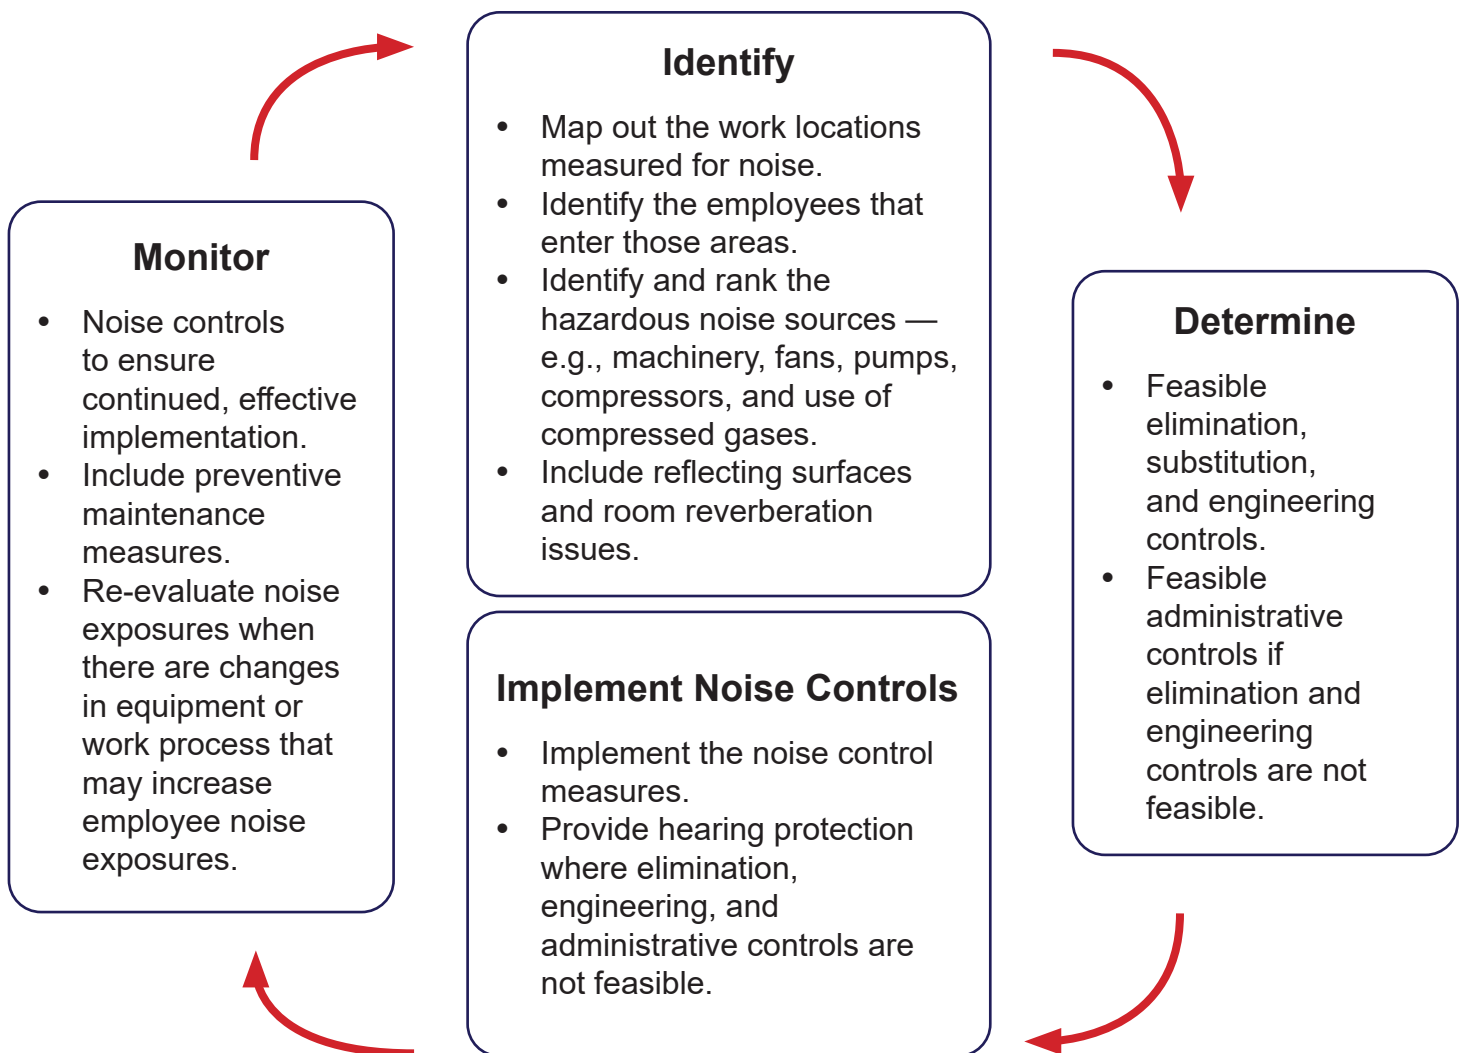 Identify
• Map out the work locations
measured for noise.
• Identify the employees that
enter those areas.
• Identify and rank the
hazardous noise sources —
e.g., machinery, fans, pumps,
compressors, and use of
compressed gases.
• Include reflecting surfaces
and room reverberation
issues.
Determine
• Feasible
elimination,
substitution,
and engineering
controls.
• Feasible
administrative
controls if
elimination and
engineering
controls are not
feasible.
Implement Noise Controls
• Implement the noise control
measures.
• Provide hearing protection
where elimination,
engineering, and
administrative controls are
not feasible.
Monitor
• Noise controls
to ensure
continued, effective
implementation.
• Include preventive
maintenance
measures.
• Re-evaluate noise
exposures when
there are changes
in equipment or
work process that
may increase
employee noise
exposures.